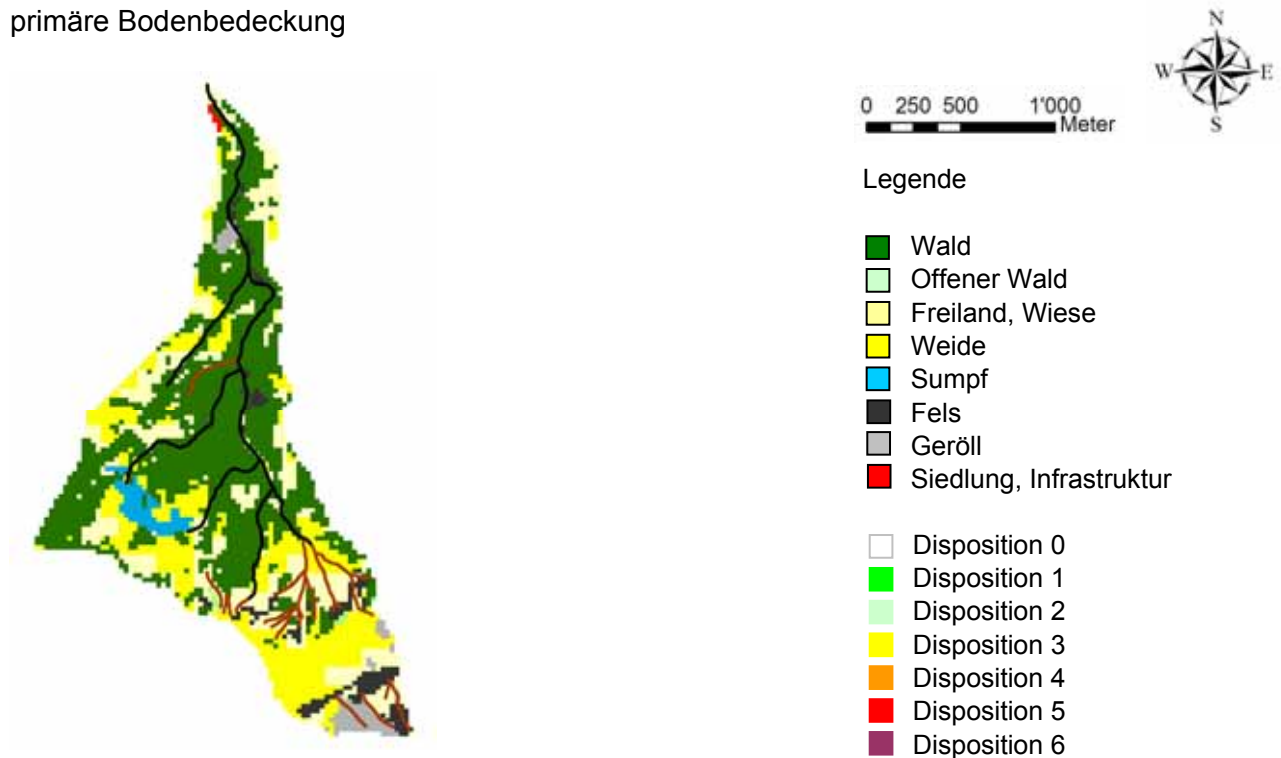 primäre Bodenbedeckung
N
W E
S
0 250 500 1'000
Meter
Legende
Wald
Offener Wald
Freiland, Wiese
Weide
Sumpf
Fels
Geröll
Siedlung, Infrastruktur
Disposition 0
Disposition 1
Disposition 2
Disposition 3
Disposition 4
Disposition 5
Disposition 6